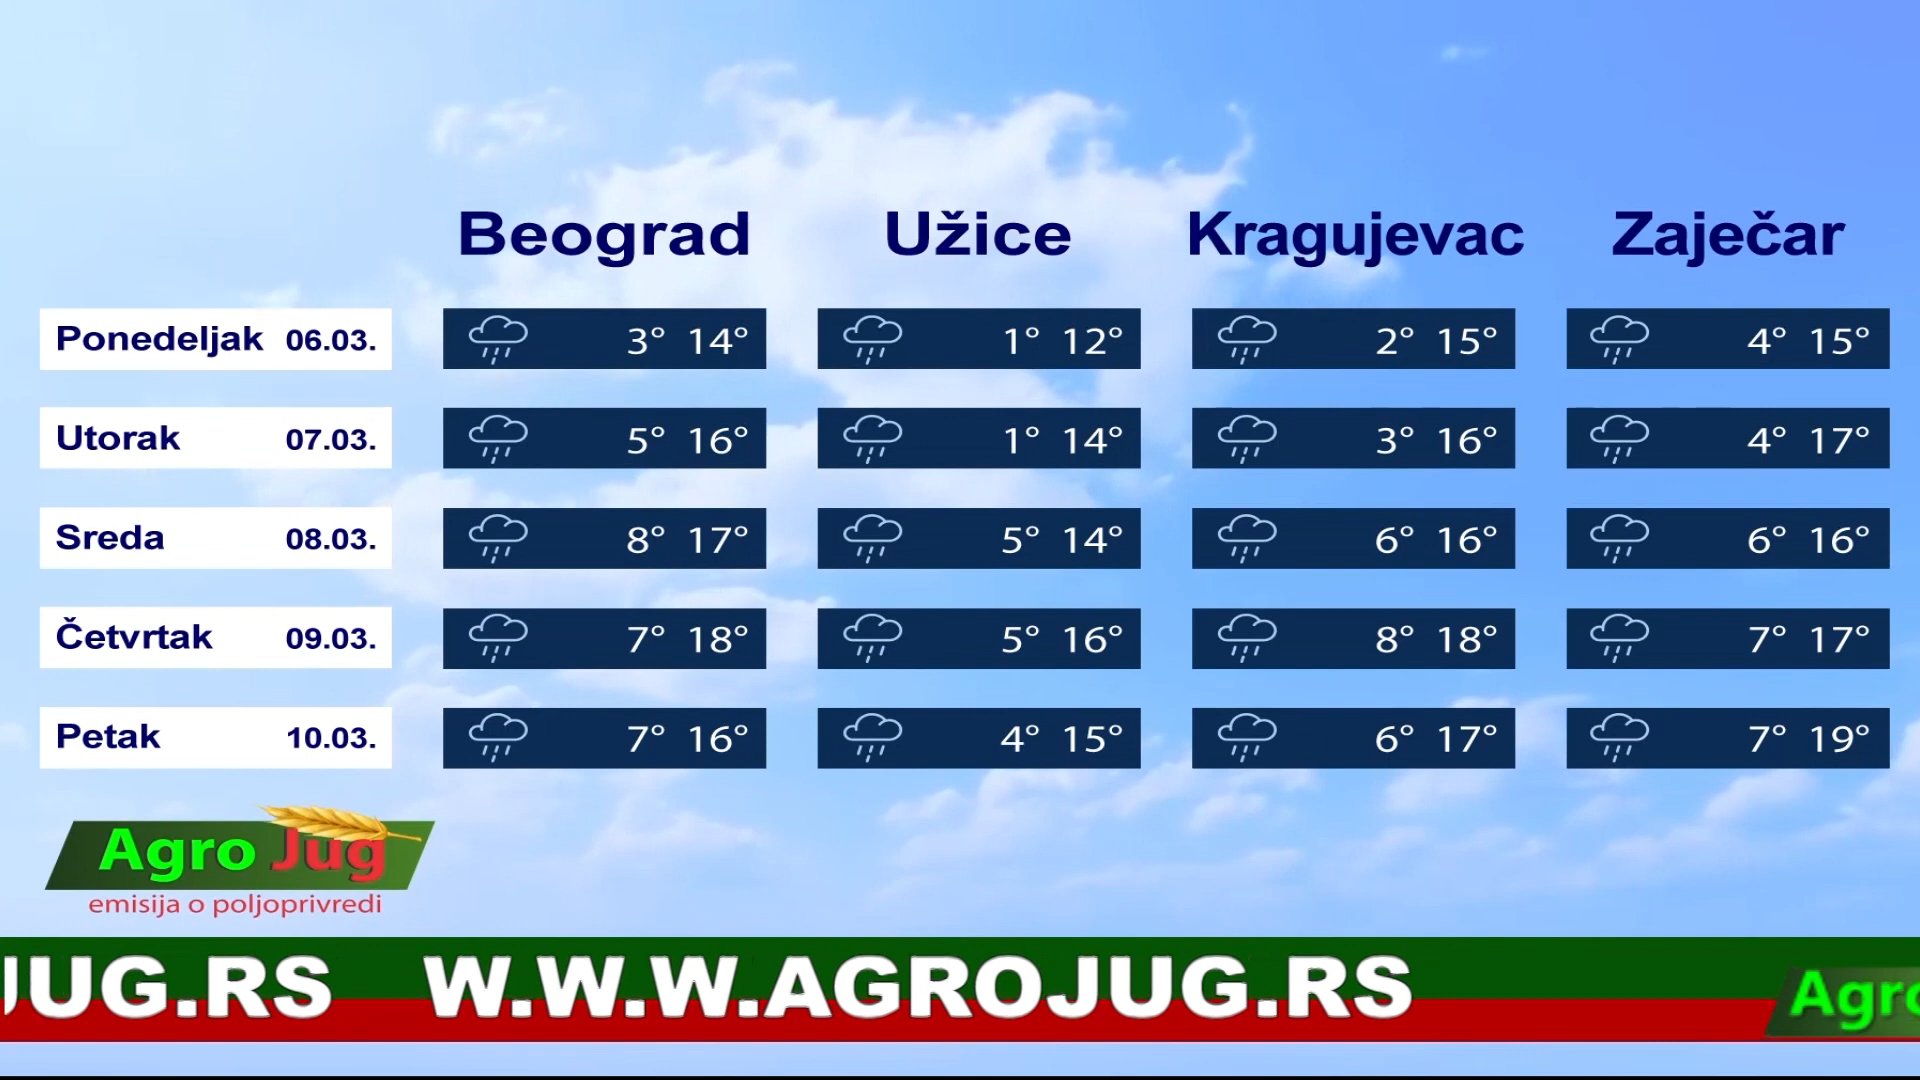 Beograd Užice Kragujevac Zaječar
Ponedeljak 06.03. 3° 14° 1° 12° 2° 15° 4° 15°
Utorak 07.03. 5° 16° 1° 14° 3° 16° 4° 17°
Sreda 08.03. 8° 17° 5° 14° 6° 16° 6° 16°
Četvrtak 09.03. 7° 18° 5° 16° 8° 18° 7° 17°
Petak 10.03. 7° 16° 4° 15° 6° 17° 7° 19°
Agro Jug
emisija o poljoprivredi
JUG.RS W.W.W.AGROJUG.RS Agro